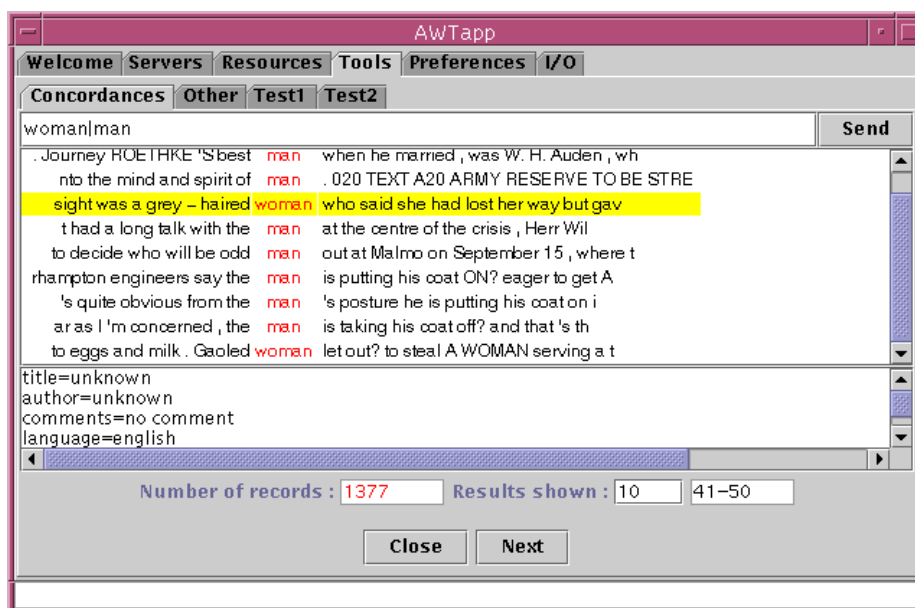 AWTapp
Welcome Servers Resources Tools Preferences I/O
Concordances Other Test1 Test2
woman|man Send
. Journey ROETHKE 'S best man when he married , was W. H. Auden , wh
nto the mind and spirit of man . 020 TEXT A20 ARMY RESERVE TO BE STRE
sight was a grey – haired woman who said she had lost her way but gav
t had a long talk with the man at the centre of the crisis , Herr Wil
to decide who will be odd man out at Malmo on September 15 , where t
rhampton engineers say the man is putting his coat ON? eager to get A
's quite obvious from the man 's posture he is putting his coat on i
ar as I 'm concerned , the man is taking his coat off? and that 's th
to eggs and milk . Gaoled woman let out? to steal A WOMAN serving a t
title=unknown
author=unknown
comments=no comment
language=english
Number of records : 1377 Results shown : 10 41–50
Close Next